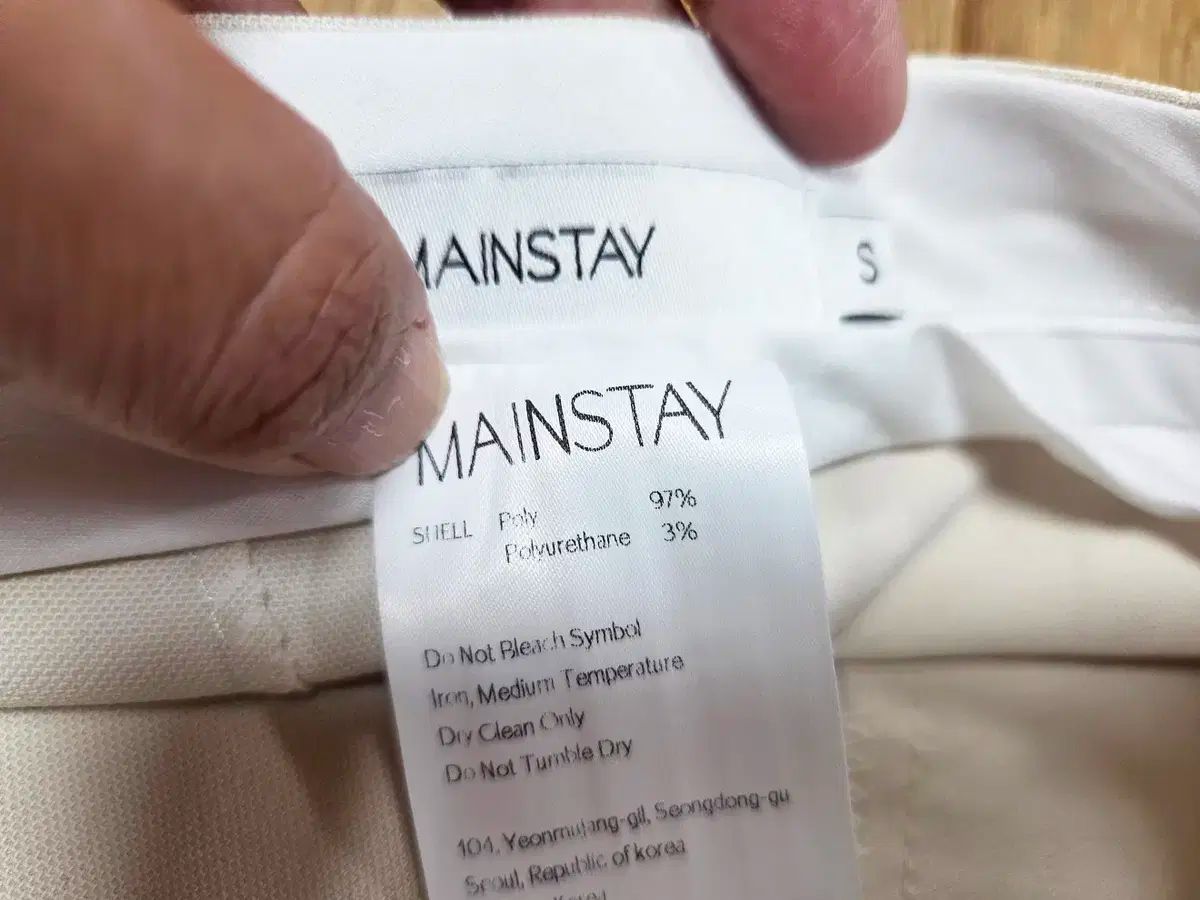 MAINSTAY
S
MAINSTAY
SHELL Poly 97%
Polyurethane 3%
Do Not Bleach Symbol
Iron, Medium Temperature
Dry Clean Only
Do Not Tumble Dry
104, Yeonmujang-gil, Seongdong-gu
Seoul, Republic of korea
Korea